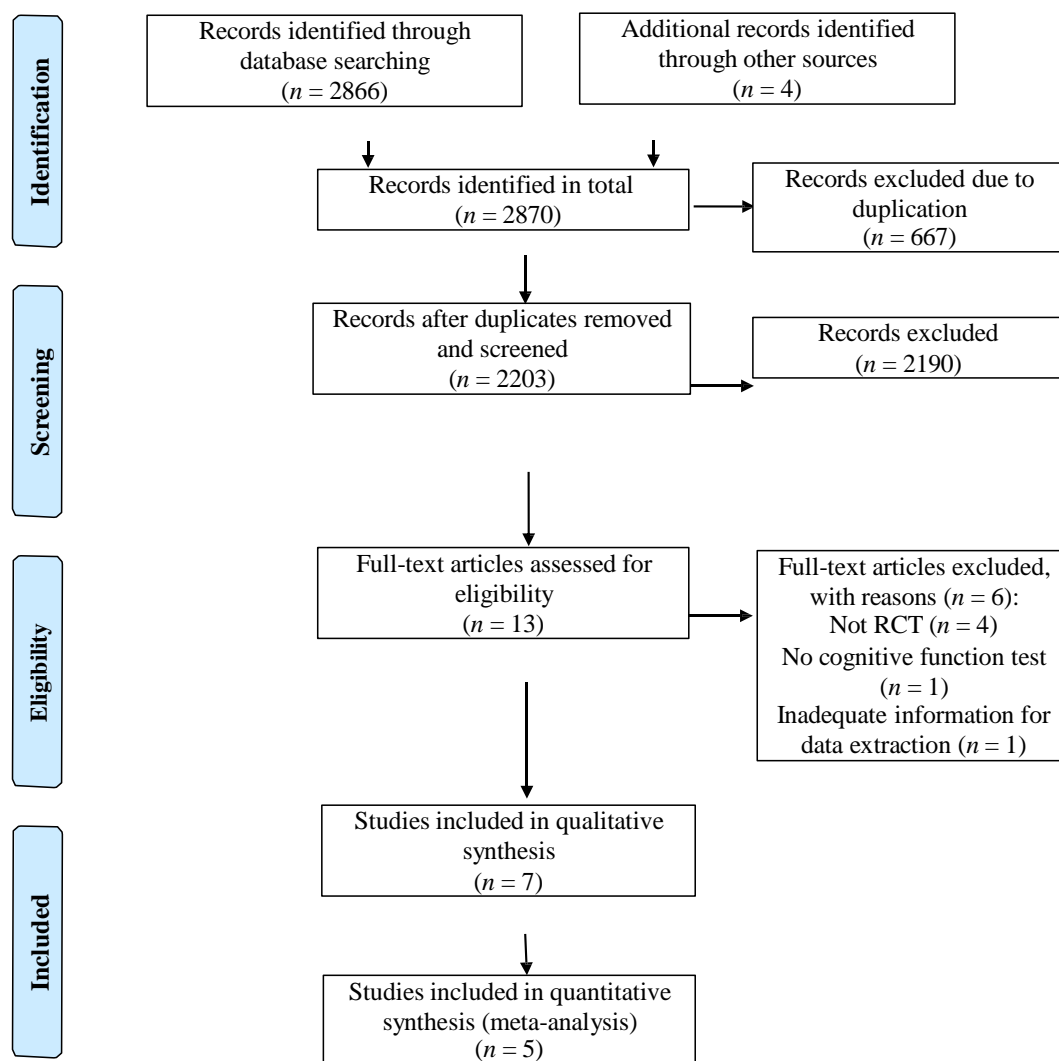 Identification
Records identified through
database searching
(n = 2866)
Additional records identified
through other sources
(n = 4)
Records identified in total
(n = 2870)
Records excluded due to
duplication
(n = 667)
Screening
Records after duplicates removed
and screened
(n = 2203)
Records excluded
(n = 2190)
Eligibility
Full-text articles assessed for
eligibility
(n = 13)
Full-text articles excluded,
with reasons (n = 6):
Not RCT (n = 4)
No cognitive function test
(n = 1)
Inadequate information for
data extraction (n = 1)
Included
Studies included in qualitative
synthesis
(n = 7)
Studies included in quantitative
synthesis (meta-analysis)
(n = 5)